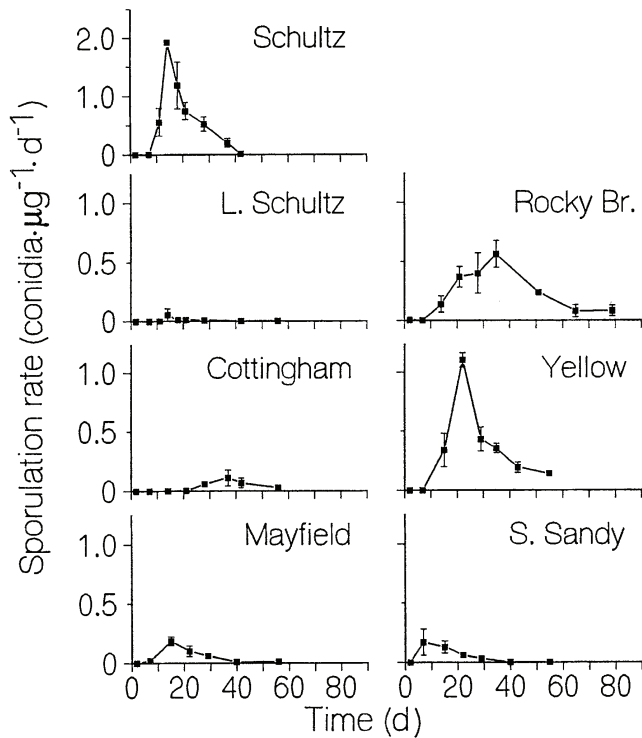 Sporulation rate (conidia·µg⁻¹·d⁻¹)
Schultz
2.0
1.0
0
L. Schultz
1.0
0.5
0
Rocky Br.
Cottingham
1.0
0.5
0
Yellow
Mayfield
1.0
0.5
0
S. Sandy
0 20 40 60 80
0 20 40 60 80
Time (d)